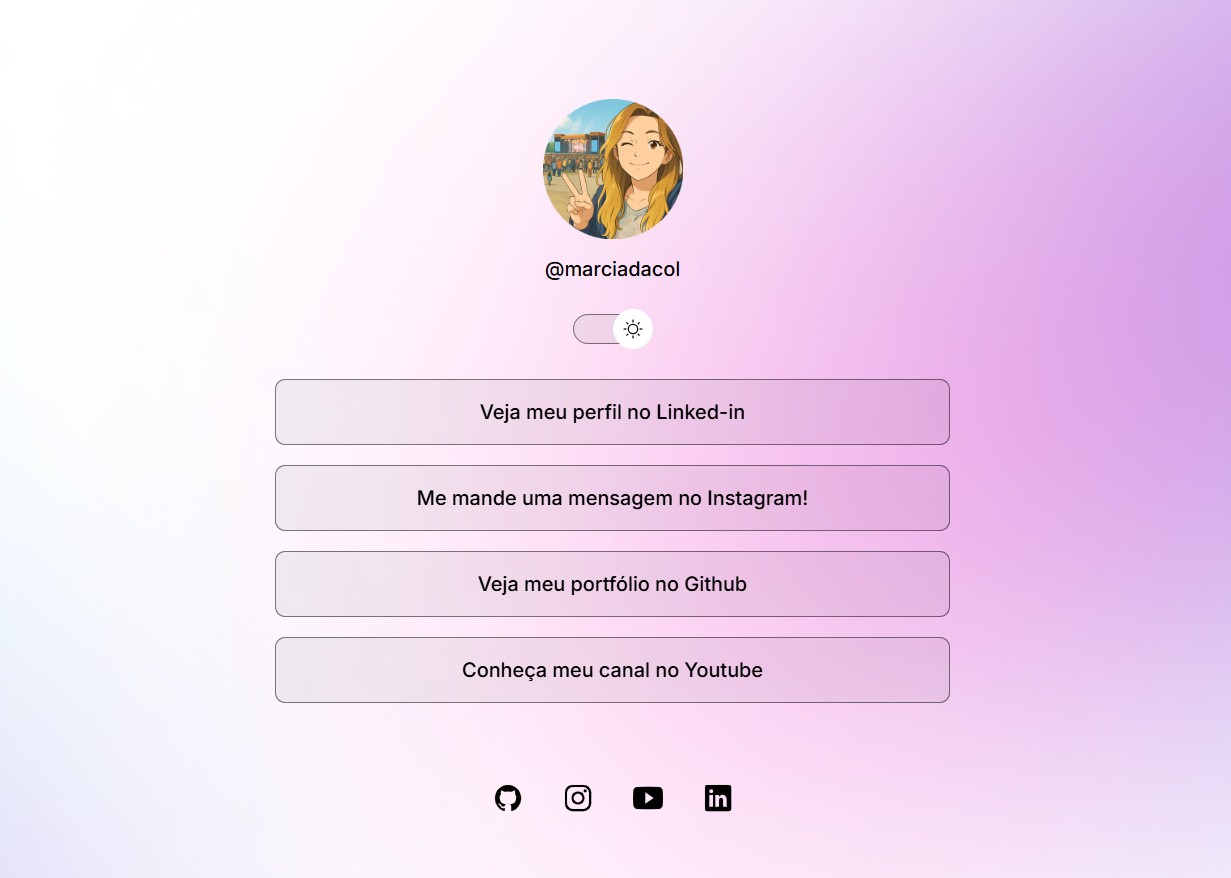 @marciadacol
Veja meu perfil no Linked-in
Me mande uma mensagem no Instagram!
Veja meu portfólio no Github
Conheça meu canal no Youtube